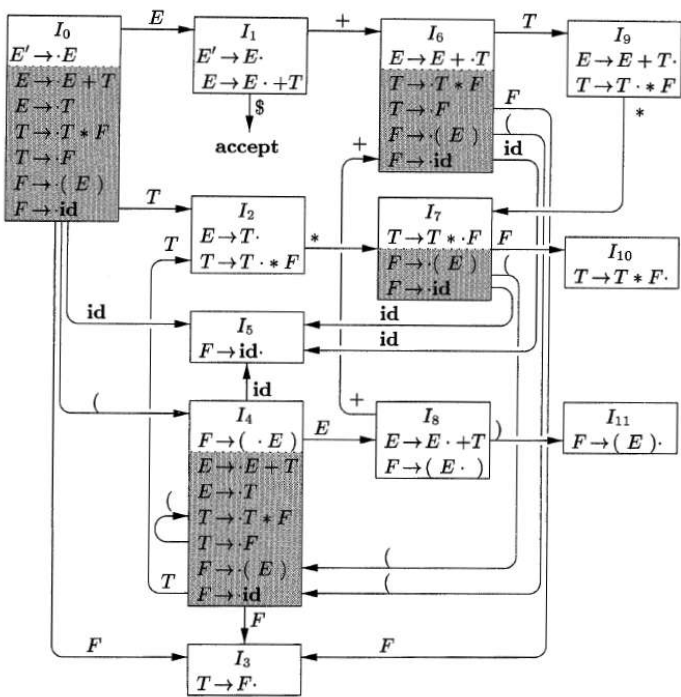 I₀
E′ → ·E
E → ·E + T
E → ·T
T → ·T * F
T → ·F
F → ·( E )
F → ·id
E
I₁
E′ → E·
E → E· + T
$
accept
+
I₆
E → E + ·T
T → ·T * F
T → ·F
F → ·( E )
F → ·id
T
I₉
E → E + T·
T → T· * F
F
(
id
*
+
T
I₂
E → T·
T → T· * F
T
*
I₇
T → T * ·F
F → ·( E )
F → ·id
F
(
I₁₀
T → T * F·
id
I₅
F → id·
id
id
id
(
I₄
F → ( ·E )
E → ·E + T
E → ·T
T → ·T * F
T → ·F
F → ·( E )
F → ·id
E
+
I₈
E → E· + T
F → ( E· )
)
I₁₁
F → ( E )·
(
(
T
(
F
F
I₃
T → F·
F